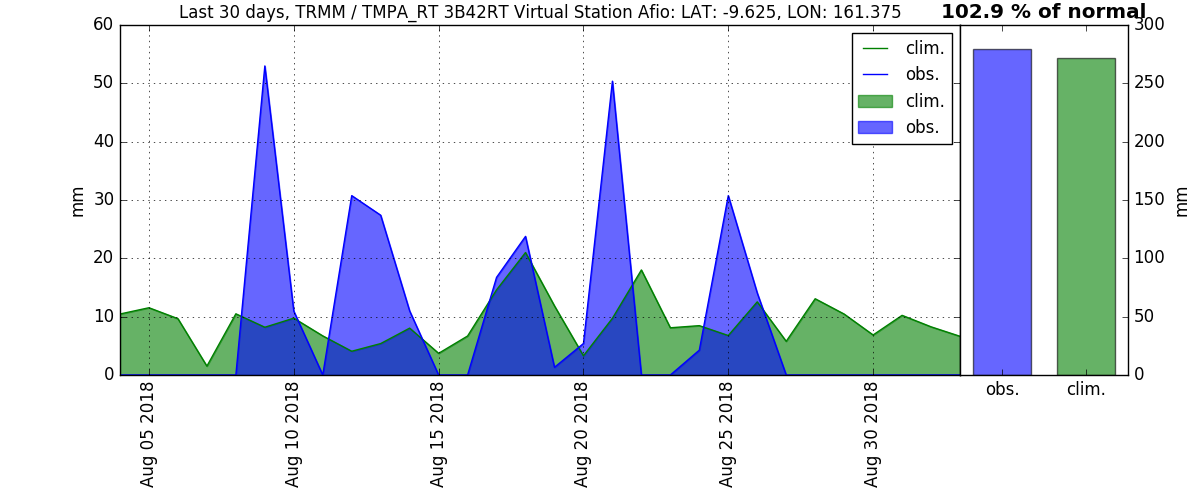 Last 30 days, TRMM / TMPA_RT 3B42RT Virtual Station Afio: LAT: -9.625, LON: 161.375
102.9 % of normal
60
50
40
30
20
10
0
mm
clim.
obs.
clim.
obs.
300
250
200
150
100
50
0
mm
obs.
clim.
Aug 05 2018
Aug 10 2018
Aug 15 2018
Aug 20 2018
Aug 25 2018
Aug 30 2018